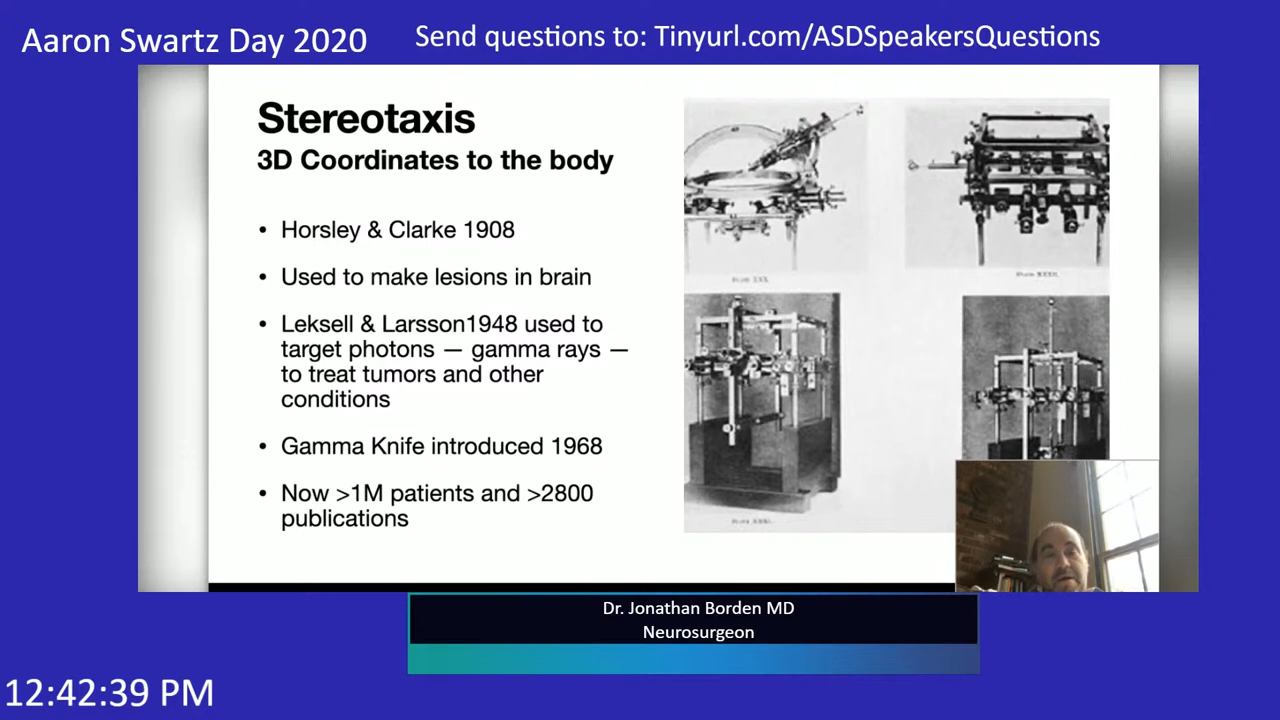 Aaron Swartz Day 2020
Send questions to: Tinyurl.com/ASDSpeakersQuestions
Stereotaxis
3D Coordinates to the body
• Horsley & Clarke 1908
• Used to make lesions in brain
• Leksell & Larsson1948 used to
target photons — gamma rays —
to treat tumors and other
conditions
• Gamma Knife introduced 1968
• Now >1M patients and >2800
publications
Dr. Jonathan Borden MD
Neurosurgeon
12:42:39 PM